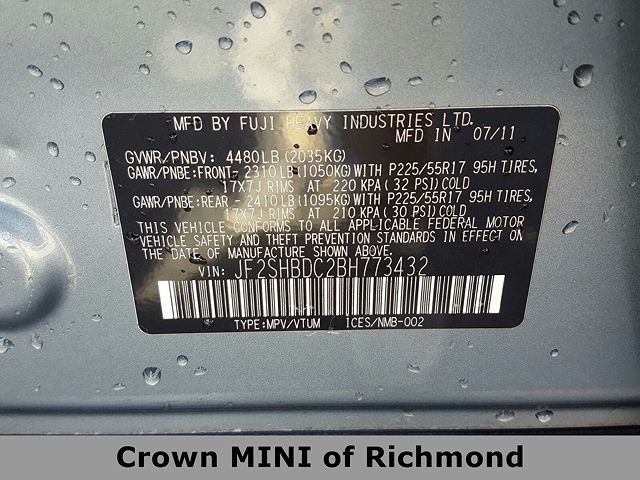 MFD BY FUJI HEAVY INDUSTRIES LTD.
MFD IN 07/11
GVWR/PNBV: 4480LB(2035KG)
GAWR/PNBE:FRONT- 2310LB(1050KG)WITH P225/55R17 95H TIRES,
17X7J RIMS AT 220 KPA(32 PSI)COLD
GAWR/PNBE:REAR - 2410LB(1095KG)WITH P225/55R17 95H TIRES,
17X7J RIMS AT 210 KPA(30 PSI)COLD
THIS VEHICLE CONFORMS TO ALL APPLICABLE FEDERAL MOTOR
VEHICLE SAFETY AND THEFT PREVENTION STANDARDS IN EFFECT ON
THE DATE OF MANUFACTURE SHOWN ABOVE.
VIN: JF2SHBDC2BH773432
TYPE:MPV/VTUM ICES/NMB-002
Crown MINI of Richmond